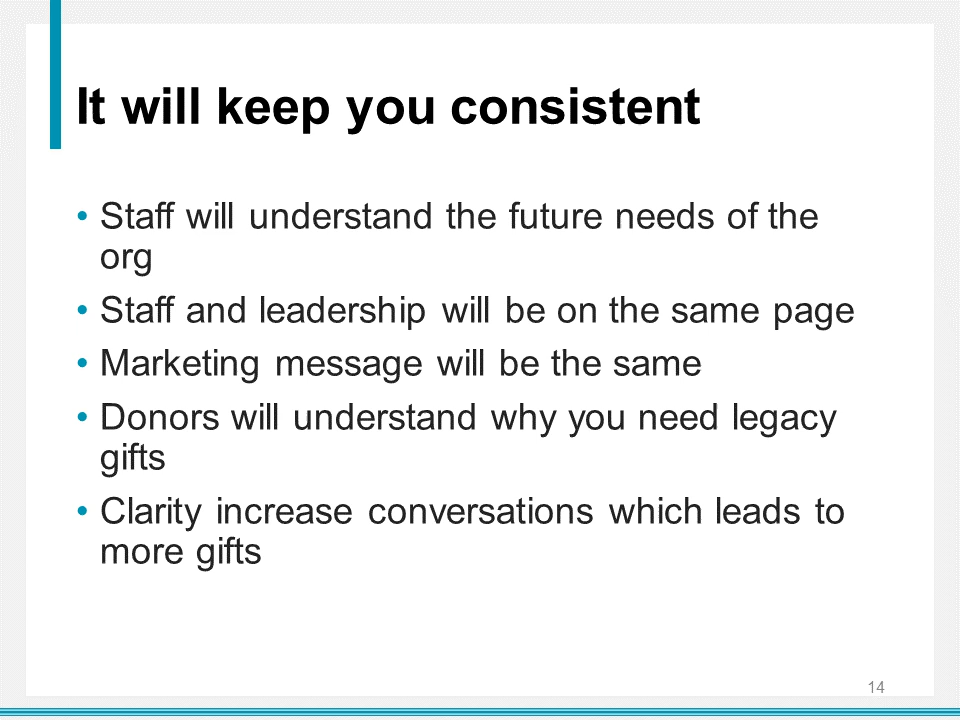 It will keep you consistent
• Staff will understand the future needs of the
org
• Staff and leadership will be on the same page
• Marketing message will be the same
• Donors will understand why you need legacy
gifts
• Clarity increase conversations which leads to
more gifts
14